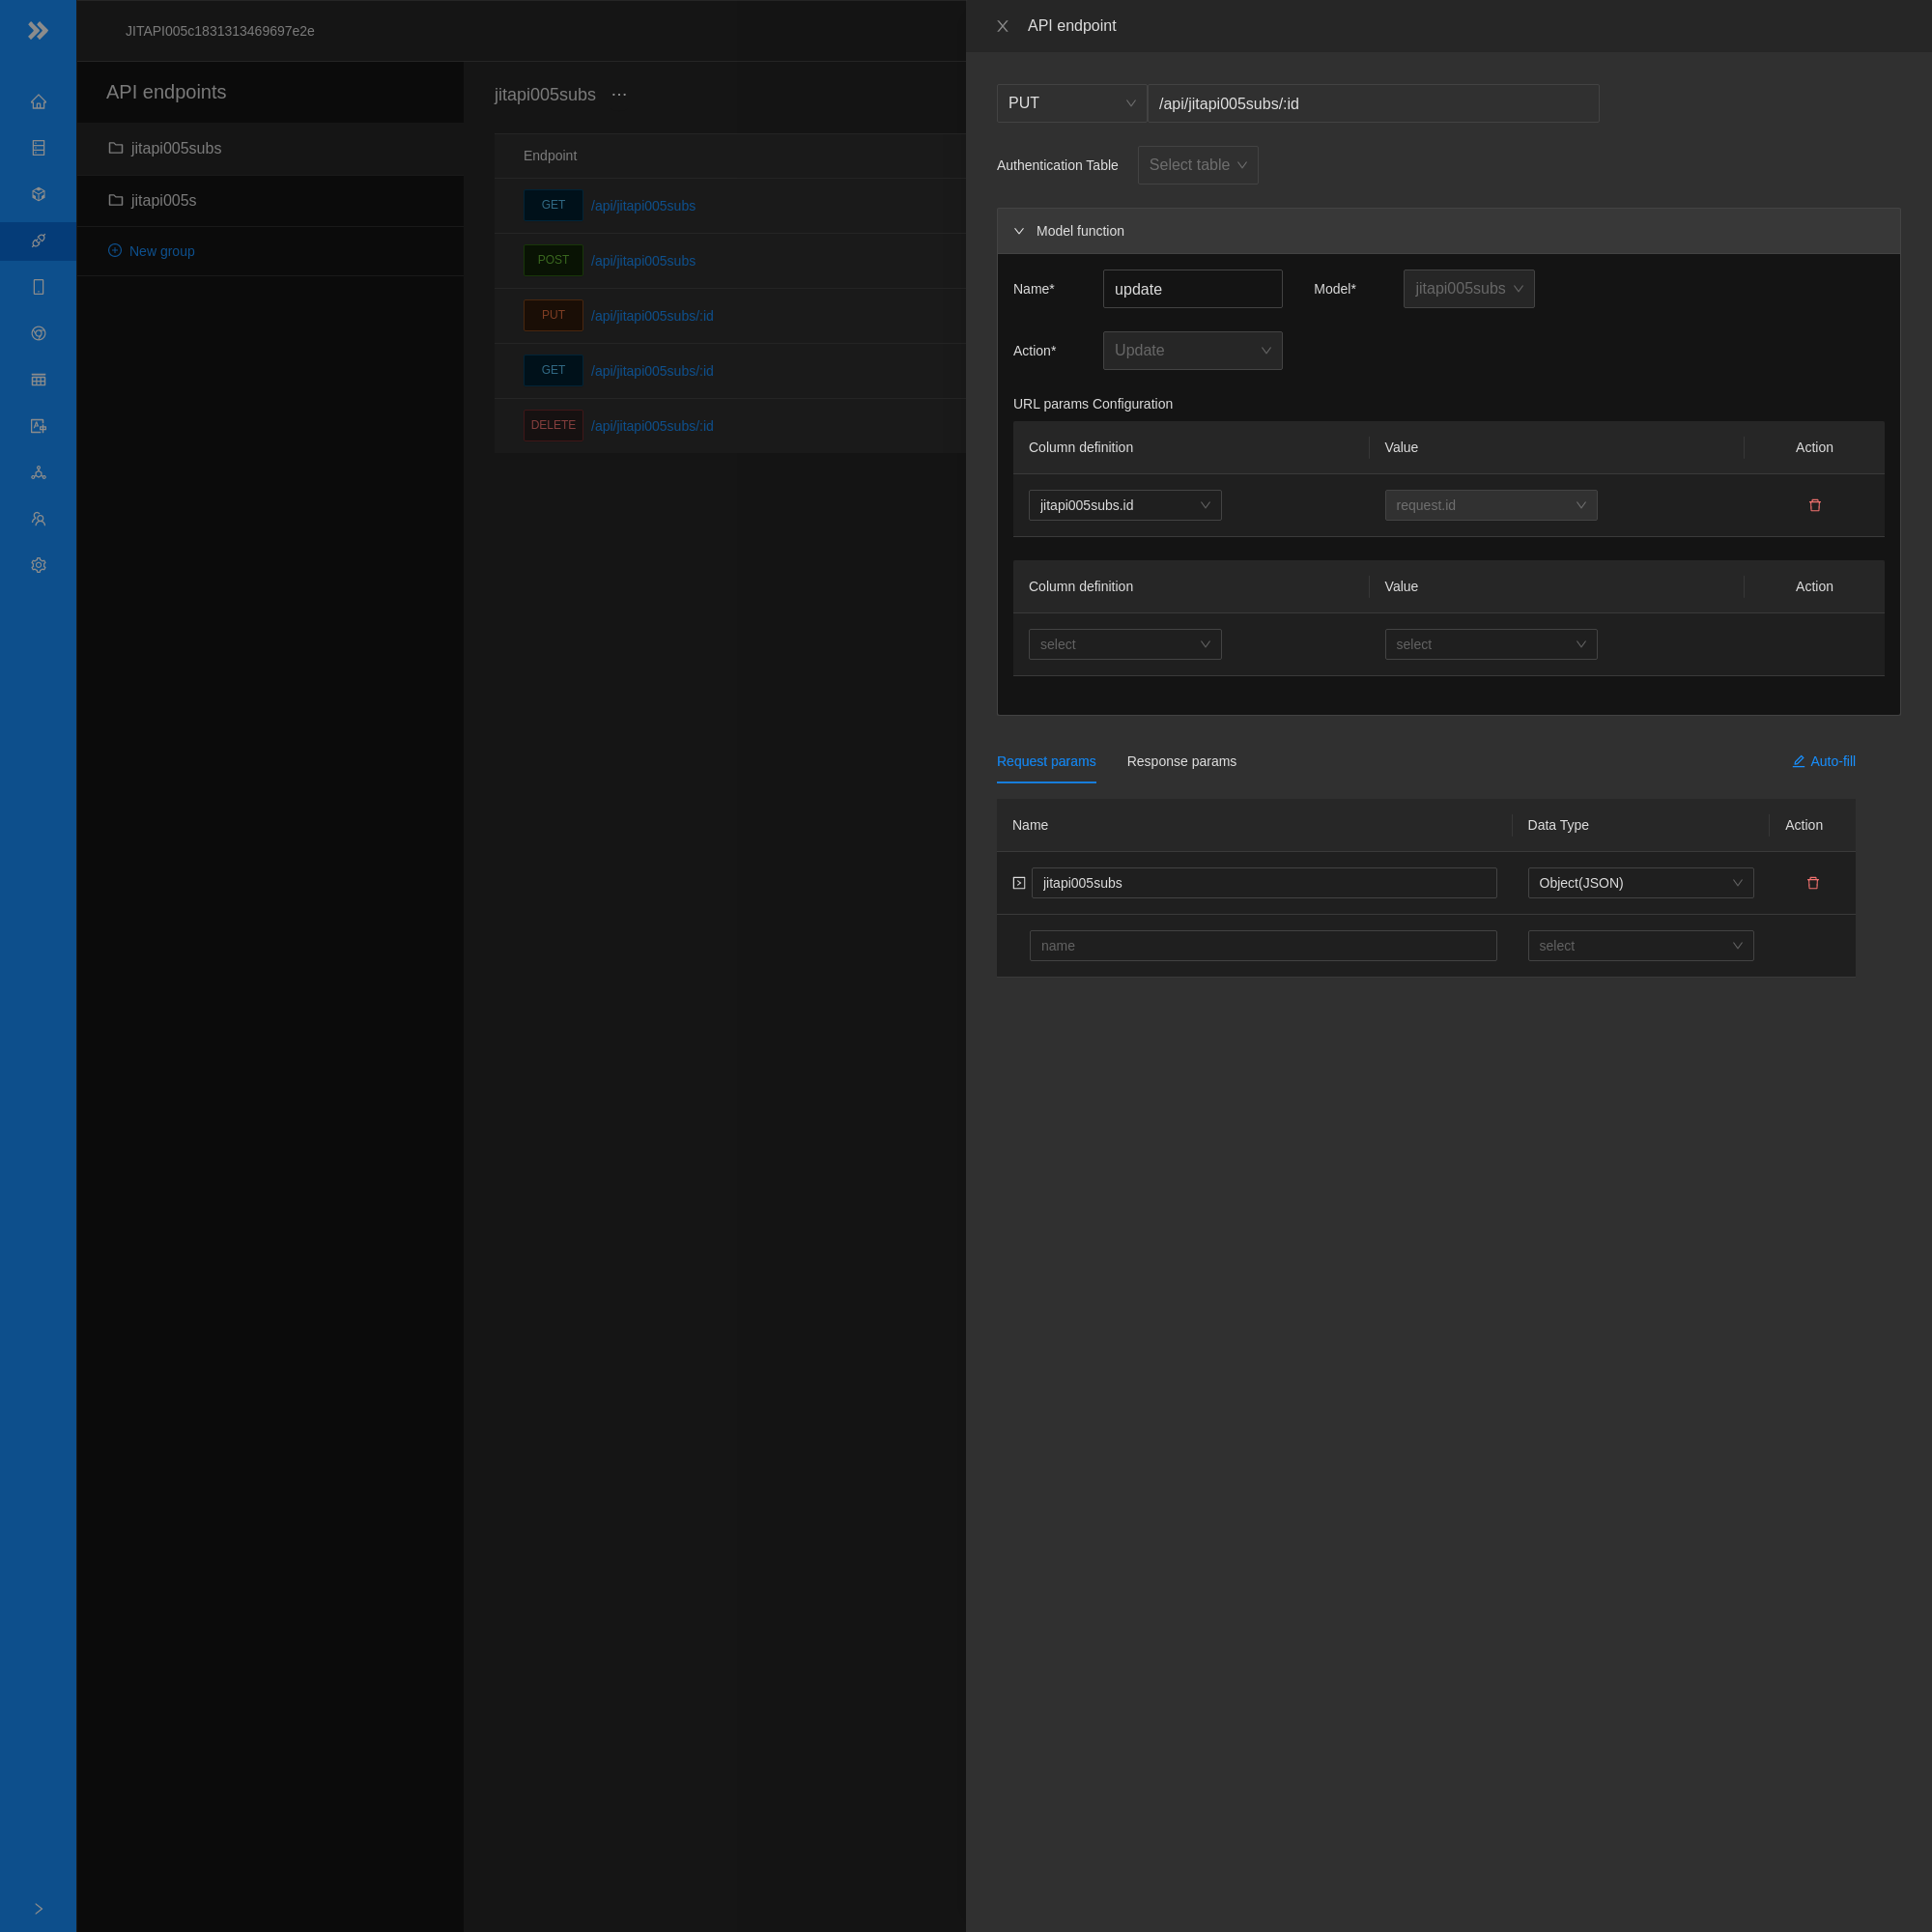 JITAPI005c1831313469697e2e
API endpoints
jitapi005subs
jitapi005s
New group
jitapi005subs ···
Endpoint
GET /api/jitapi005subs
POST /api/jitapi005subs
PUT /api/jitapi005subs/:id
GET /api/jitapi005subs/:id
DELETE /api/jitapi005subs/:id
API endpoint
PUT /api/jitapi005subs/:id
Authentication Table Select table
Model function
Name* update Model* jitapi005subs
Action* Update
URL params Configuration
Column definition Value Action
jitapi005subs.id request.id
Column definition Value Action
select select
Request params Response params Auto-fill
Name Data Type Action
jitapi005subs Object(JSON)
name select